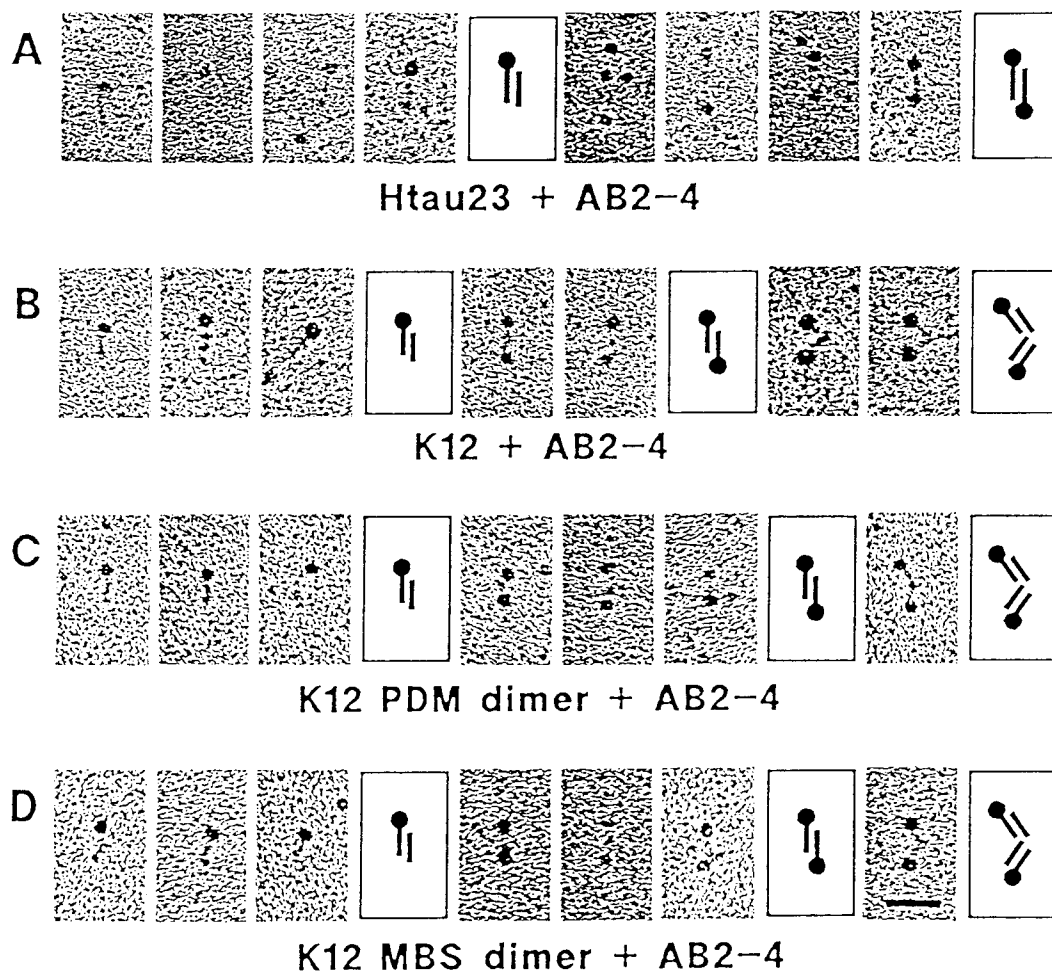 A
Htau23 + AB2-4
B
K12 + AB2-4
C
K12 PDM dimer + AB2-4
D
K12 MBS dimer + AB2-4